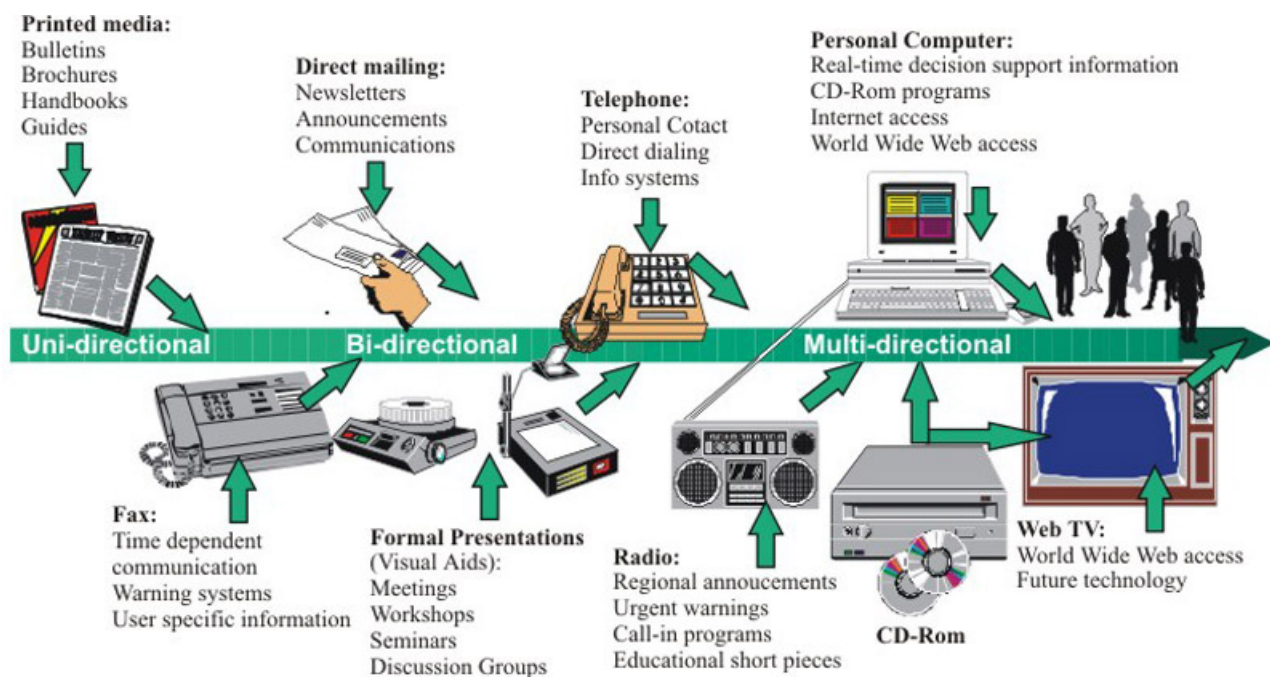 Printed media:
Bulletins
Brochures
Handbooks
Guides
Direct mailing:
Newsletters
Announcements
Communications
Telephone:
Personal Cotact
Direct dialing
Info systems
Personal Computer:
Real-time decision support information
CD-Rom programs
Internet access
World Wide Web access
Uni-directional
Bi-directional
Multi-directional
Fax:
Time dependent
communication
Warning systems
User specific information
Formal Presentations
(Visual Aids):
Meetings
Workshops
Seminars
Discussion Groups
Radio:
Regional annoucements
Urgent warnings
Call-in programs
Educational short pieces
CD-Rom
Web TV:
World Wide Web access
Future technology